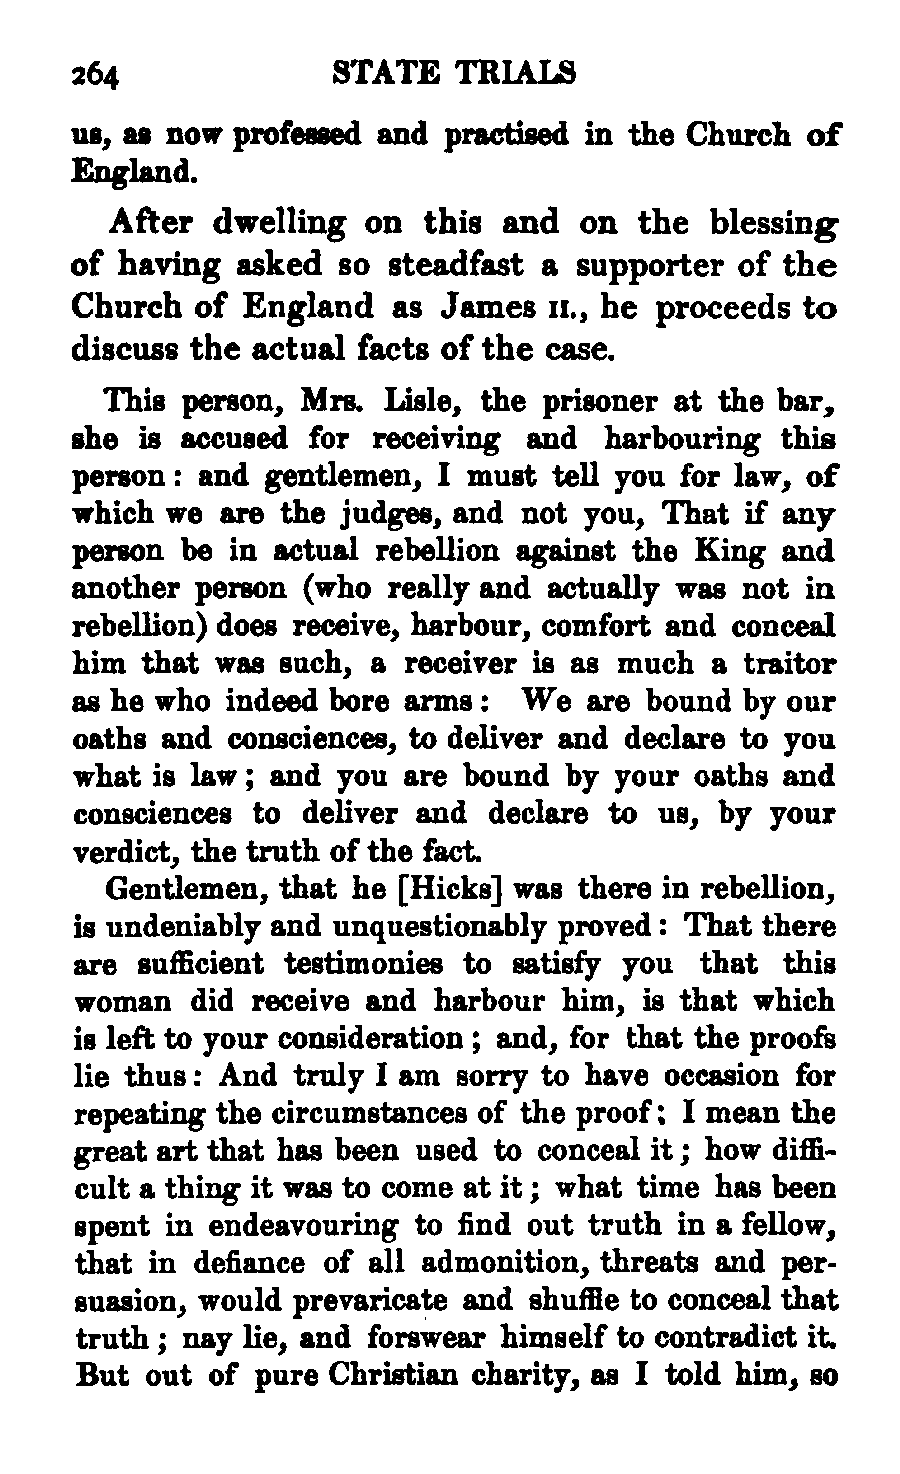 264 STATE TRIALS
us, as now professed and practised in the Church of
England.
After dwelling on this and on the blessing
of having asked so steadfast a supporter of the
Church of England as James II., he proceeds to
discuss the actual facts of the case.
This person, Mrs. Lisle, the prisoner at the bar,
she is accused for receiving and harbouring this
person : and gentlemen, I must tell you for law, of
which we are the judges, and not you, That if any
person be in actual rebellion against the King and
another person (who really and actually was not in
rebellion) does receive, harbour, comfort and conceal
him that was such, a receiver is as much a traitor
as he who indeed bore arms : We are bound by our
oaths and consciences, to deliver and declare to you
what is law ; and you are bound by your oaths and
consciences to deliver and declare to us, by your
verdict, the truth of the fact.
Gentlemen, that he [Hicks] was there in rebellion,
is undeniably and unquestionably proved : That there
are sufficient testimonies to satisfy you that this
woman did receive and harbour him, is that which
is left to your consideration ; and, for that the proofs
lie thus : And truly I am sorry to have occasion for
repeating the circumstances of the proof ; I mean the
great art that has been used to conceal it ; how diffi-
cult a thing it was to come at it ; what time has been
spent in endeavouring to find out truth in a fellow,
that in defiance of all admonition, threats and per-
suasion, would prevaricate and shuffle to conceal that
truth ; nay lie, and forswear himself to contradict it.
But out of pure Christian charity, as I told him, so